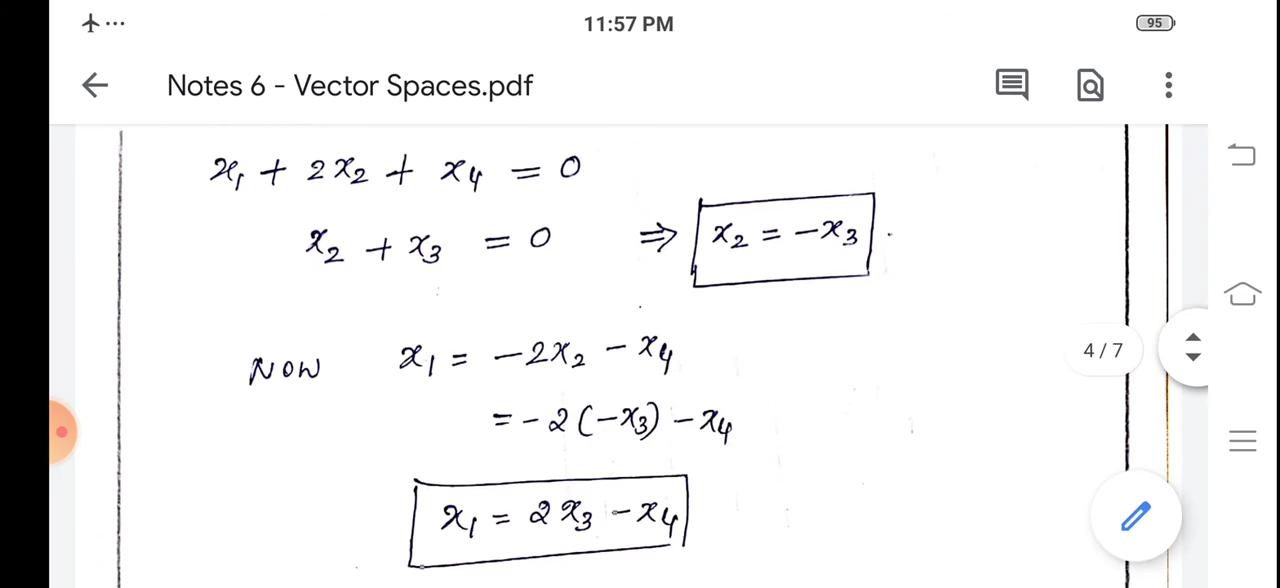 11:57 PM
95
Notes 6 - Vector Spaces.pdf
x₁ + 2x₂ + x₄ = 0
x₂ + x₃ = 0 ⇒ x₂ = -x₃.
NOW x₁ = -2x₂ - x₄
4 / 7
= -2(-x₃) - x₄
x₁ = 2x₃ - x₄